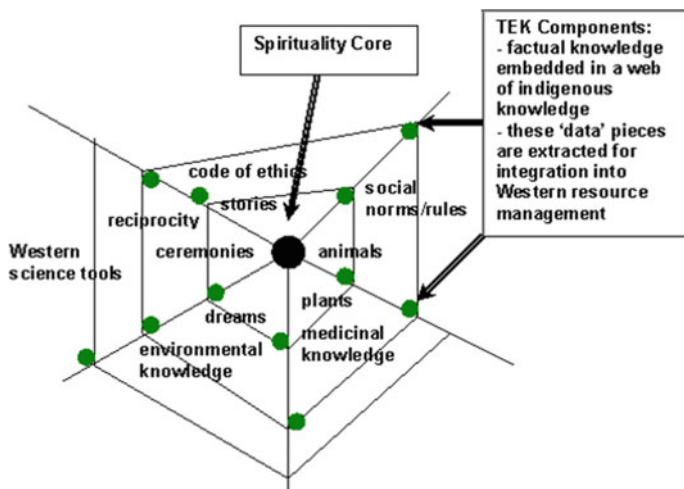 Spirituality Core
TEK Components:
- factual knowledge
embedded in a web
of indigenous
knowledge
- these 'data' pieces
are extracted for
integration into
Western resource
management
code of ethics
stories
social
norms/rules
reciprocity
ceremonies
animals
Western
science tools
plants
dreams
medicinal
knowledge
environmental
knowledge